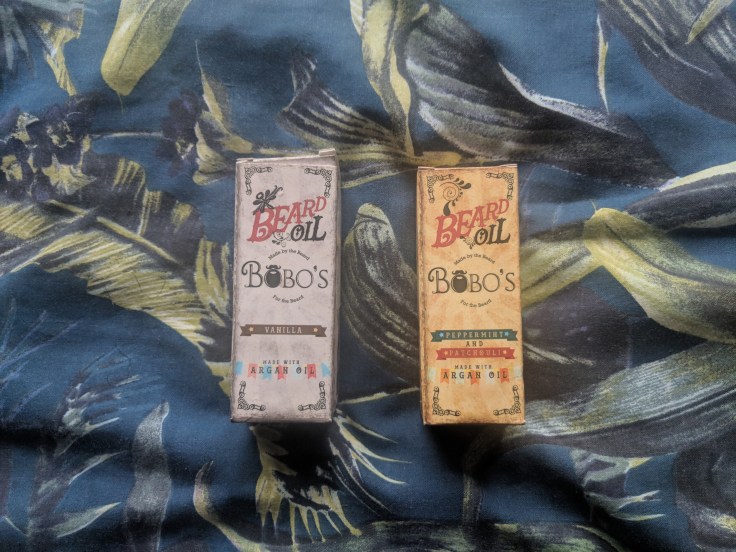 BEARD
OIL
Made by the Beard
BOBO'S
For the Beard
VANILLA
MADE WITH
ARGAN OIL
BEARD
OIL
Made by the Beard
BOBO'S
For the Beard
PEPPERMINT
AND
PATCHOULI
MADE WITH
ARGAN OIL